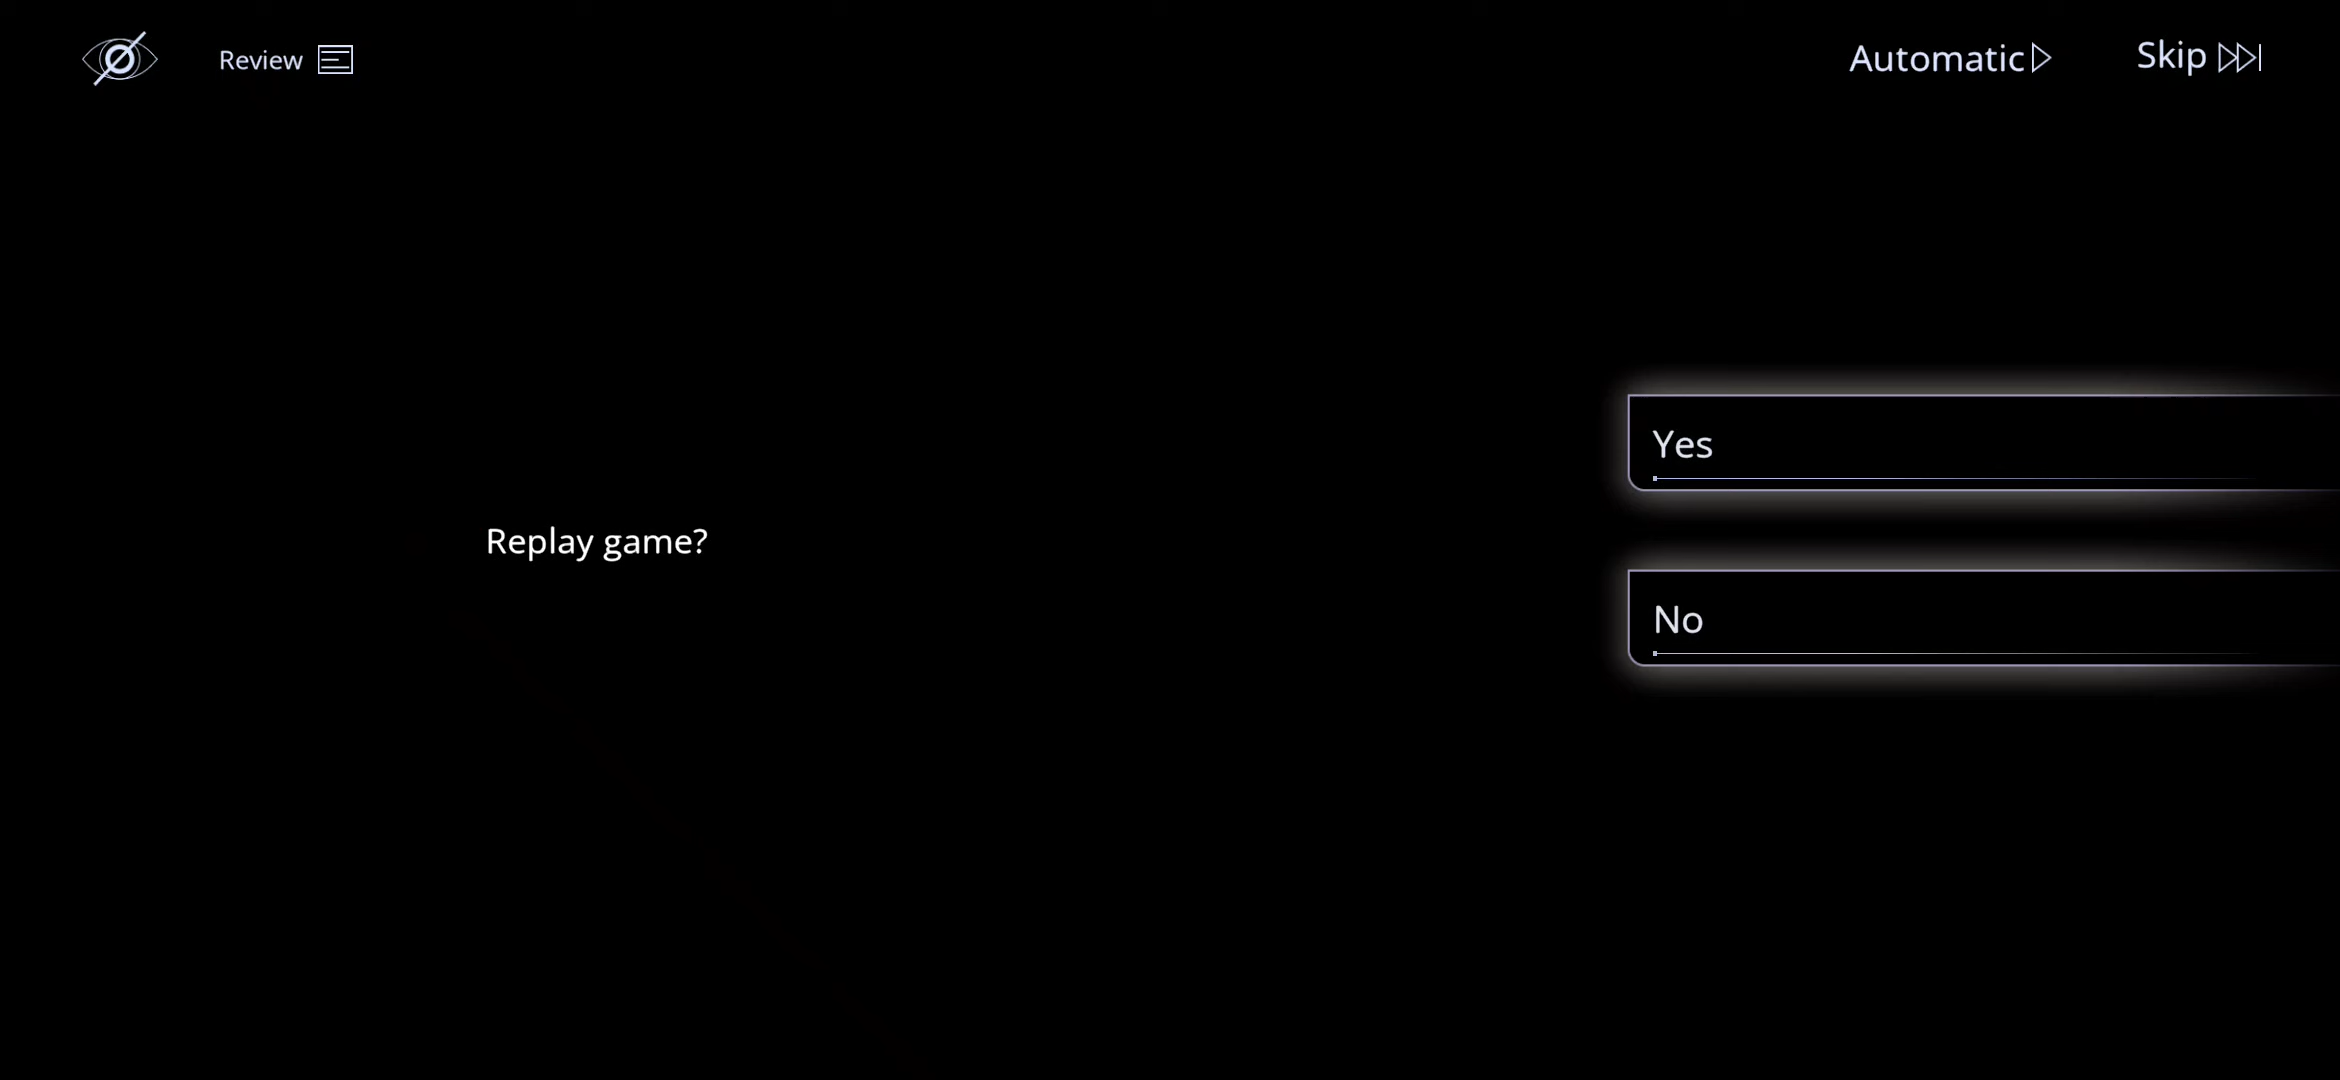 Review
Automatic
Skip
Yes
Replay game?
No